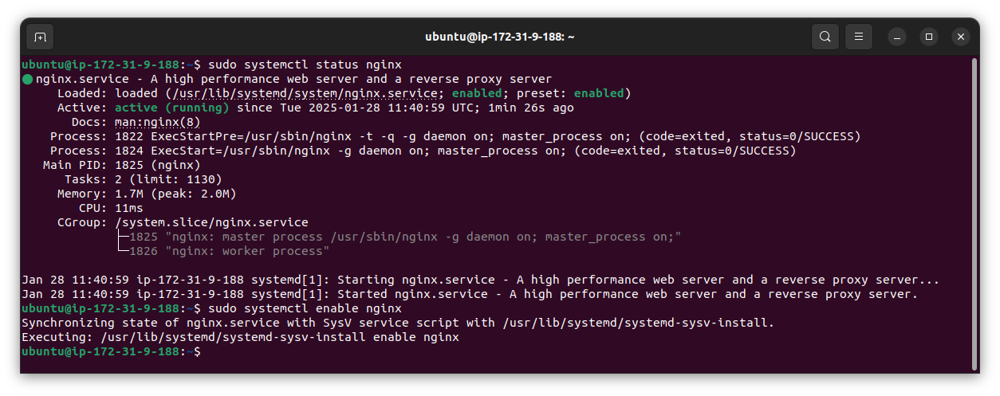 ubuntu@ip-172-31-9-188: ~
ubuntu@ip-172-31-9-188:~$ sudo systemctl status nginx
● nginx.service - A high performance web server and a reverse proxy server
     Loaded: loaded (/usr/lib/systemd/system/nginx.service; enabled; preset: enabled)
     Active: active (running) since Tue 2025-01-28 11:40:59 UTC; 1min 26s ago
       Docs: man:nginx(8)
    Process: 1822 ExecStartPre=/usr/sbin/nginx -t -q -g daemon on; master_process on; (code=exited, status=0/SUCCESS)
    Process: 1824 ExecStart=/usr/sbin/nginx -g daemon on; master_process on; (code=exited, status=0/SUCCESS)
   Main PID: 1825 (nginx)
      Tasks: 2 (limit: 1130)
     Memory: 1.7M (peak: 2.0M)
        CPU: 11ms
     CGroup: /system.slice/nginx.service
             ├─1825 "nginx: master process /usr/sbin/nginx -g daemon on; master_process on;"
             └─1826 "nginx: worker process"
Jan 28 11:40:59 ip-172-31-9-188 systemd[1]: Starting nginx.service - A high performance web server and a reverse proxy server...
Jan 28 11:40:59 ip-172-31-9-188 systemd[1]: Started nginx.service - A high performance web server and a reverse proxy server.
ubuntu@ip-172-31-9-188:~$ sudo systemctl enable nginx
Synchronizing state of nginx.service with SysV service script with /usr/lib/systemd/systemd-sysv-install.
Executing: /usr/lib/systemd/systemd-sysv-install enable nginx
ubuntu@ip-172-31-9-188:~$